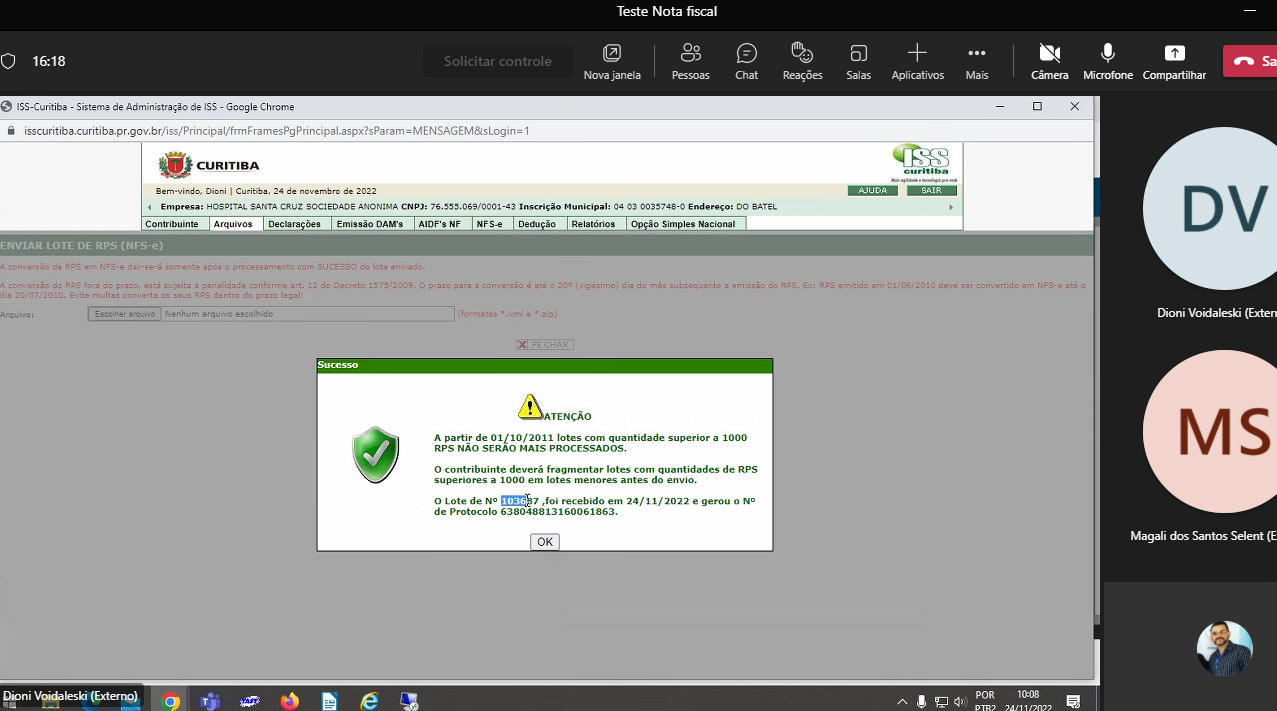 Teste Nota fiscal
16:18
Solicitar controle
Nova janela
Pessoas
Chat
Reações
Salas
Aplicativos
Mais
Câmera
Microfone
Compartilhar
Sa
ISS-Curitiba - Sistema de Administração de ISS - Google Chrome
isscuritiba.curitiba.pr.gov.br/iss/Principal/frmFramesPgPrincipal.aspx?sParam=MENSAGEM&sLogin=1
CURITIBA
ISS
curitiba
Mais agilidade e tecnologia pra você
Bem-vindo, Dioni | Curitiba, 24 de novembro de 2022
AJUDA
SAIR
Empresa: HOSPITAL SANTA CRUZ SOCIEDADE ANONIMA CNPJ: 76.555.069/0001-43 Inscrição Municipal: 04 03 0035748-0 Endereço: DO BATEL
Contribuinte
Arquivos
Declarações
Emissão DAM's
AIDF's NF
NFS-e
Dedução
Relatórios
Opção Simples Nacional
ENVIAR LOTE DE RPS (NFS-e)
A conversão de RPS em NFS-e dar-se-á somente após o processamento com SUCESSO do lote enviado.
A conversão do RPS fora do prazo, está sujeita a penalidade conforme art. 12 do Decreto 1575/2009. O prazo para a conversão é até o 20º (vigésimo) dia do mês subsequente a emissão do RPS. Ex: RPS emitido em 01/06/2010 deve ser convertido em NFS-e até o
dia 20/07/2010. Evite multas converta os seus RPS dentro do prazo legal!
Arquivo:
Escolher arquivo
Nenhum arquivo escolhido
(formatos *.xml e *.zip)
FECHAR
Sucesso
ATENÇÃO
A partir de 01/10/2011 lotes com quantidade superior a 1000
RPS NÃO SERÃO MAIS PROCESSADOS.
O contribuinte deverá fragmentar lotes com quantidades de RPS
superiores a 1000 em lotes menores antes do envio.
O Lote de Nº 103687 ,foi recebido em 24/11/2022 e gerou o Nº
de Protocolo 638048813160061863.
OK
DV
Dioni Voidaleski (Extern
MS
Magali dos Santos Selent (E
Dioni Voidaleski (Externo)
POR
PTB2
10:08
24/11/2022